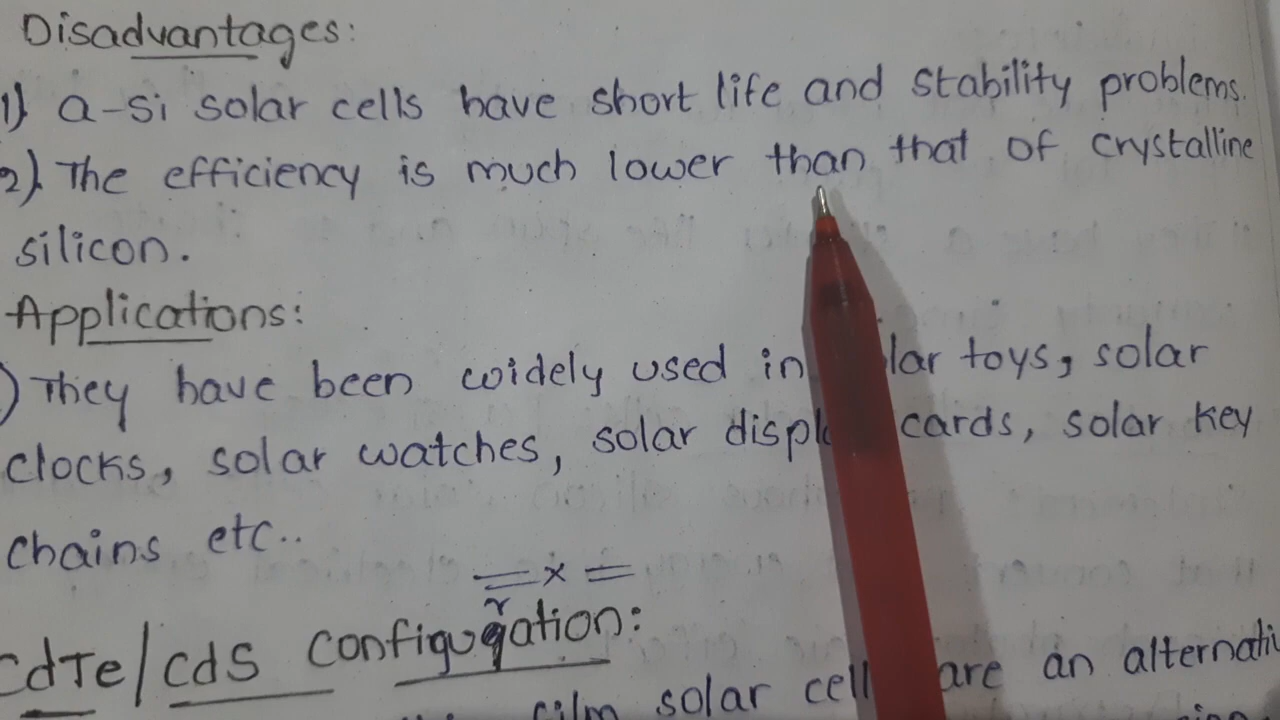 Disadvantages:
1) a-si solar cells have short life and stability problems.
2). The efficiency is much lower than that of crystalline
silicon.
Applications:
) They have been widely used in lar toys, solar
clocks, solar watches, solar displ cards, solar key
chains etc..
=x=
CdTe/cds configuration:
film solar cell are an alternati